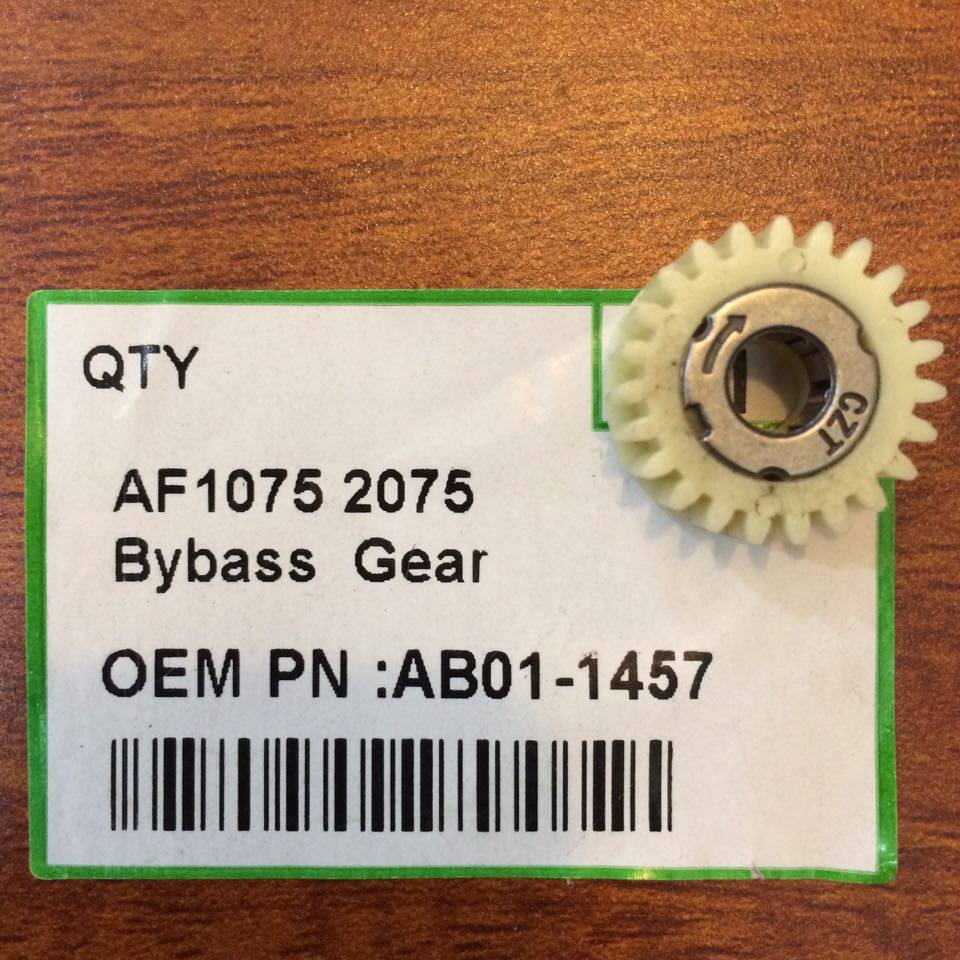 QTY
AF1075 2075
Bybass Gear
OEM PN :AB01-1457
CZT